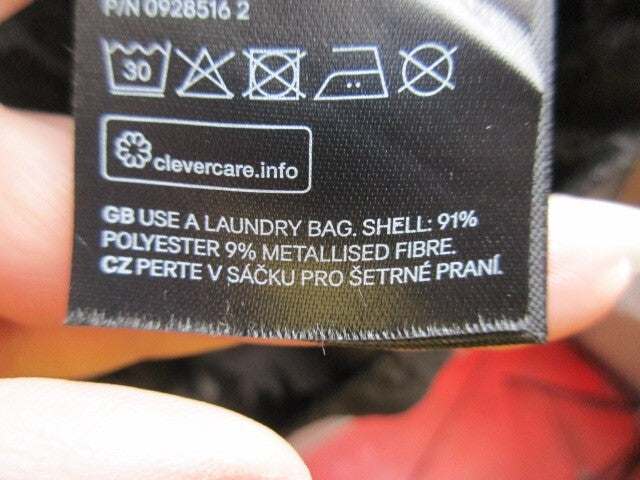 P/N 0928516 2
30
clevercare.info
GB USE A LAUNDRY BAG. SHELL: 91%
POLYESTER 9% METALLISED FIBRE.
CZ PERTE V SÁČKU PRO ŠETRNÉ PRANÍ.